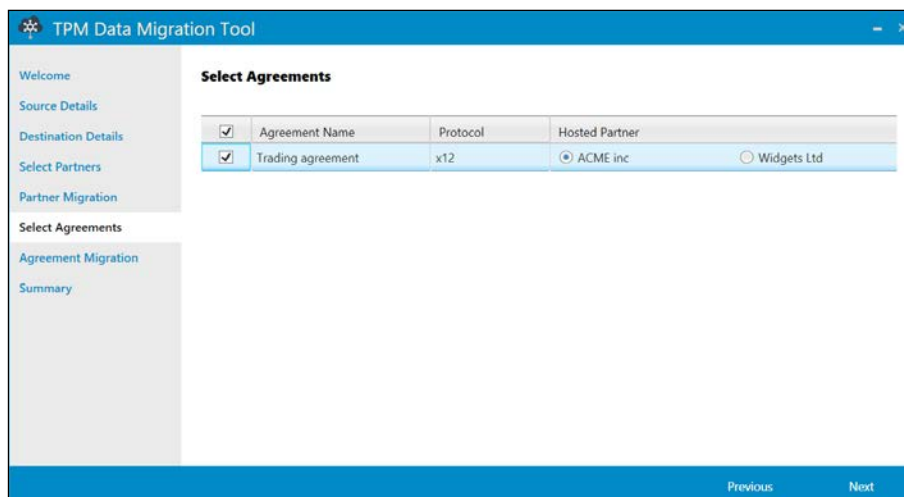 TPM Data Migration Tool
Welcome
Source Details
Destination Details
Select Partners
Partner Migration
Select Agreements
Agreement Migration
Summary
Select Agreements
Agreement Name Protocol Hosted Partner
Trading agreement x12 ACME inc Widgets Ltd
Previous Next